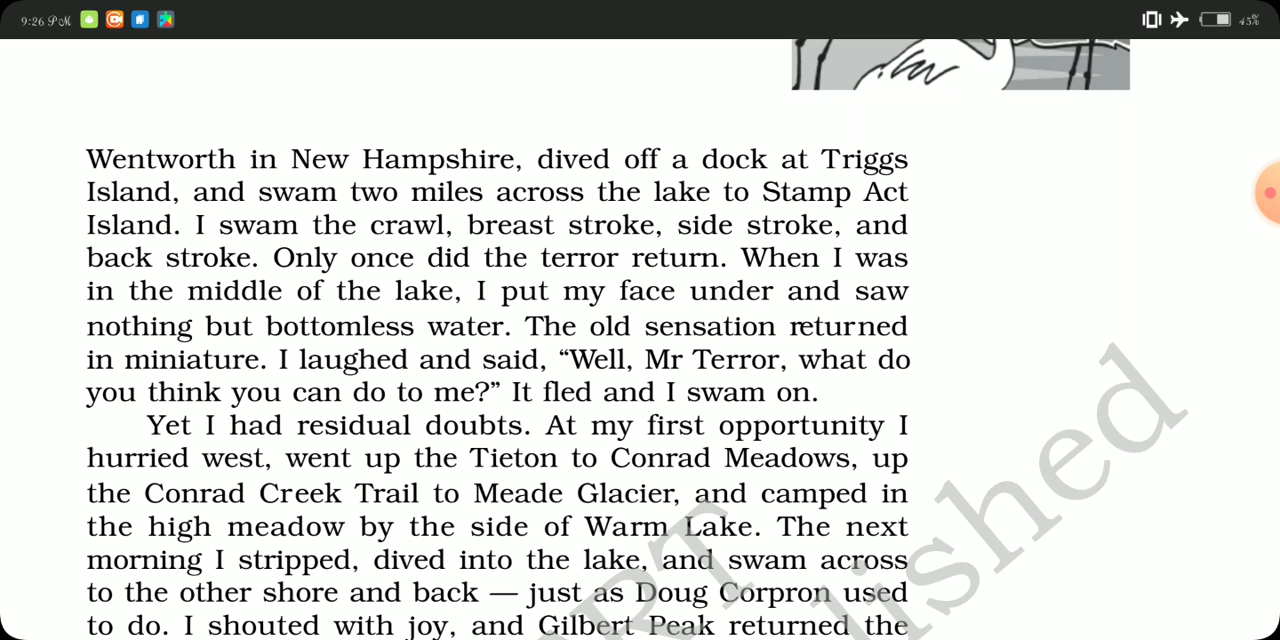 9:26 PM
45%
Wentworth in New Hampshire, dived off a dock at Triggs
Island, and swam two miles across the lake to Stamp Act
Island. I swam the crawl, breast stroke, side stroke, and
back stroke. Only once did the terror return. When I was
in the middle of the lake, I put my face under and saw
nothing but bottomless water. The old sensation returned
in miniature. I laughed and said, “Well, Mr Terror, what do
you think you can do to me?” It fled and I swam on.
Yet I had residual doubts. At my first opportunity I
hurried west, went up the Tieton to Conrad Meadows, up
the Conrad Creek Trail to Meade Glacier, and camped in
the high meadow by the side of Warm Lake. The next
morning I stripped, dived into the lake, and swam across
to the other shore and back — just as Doug Corpron used
to do. I shouted with joy, and Gilbert Peak returned the